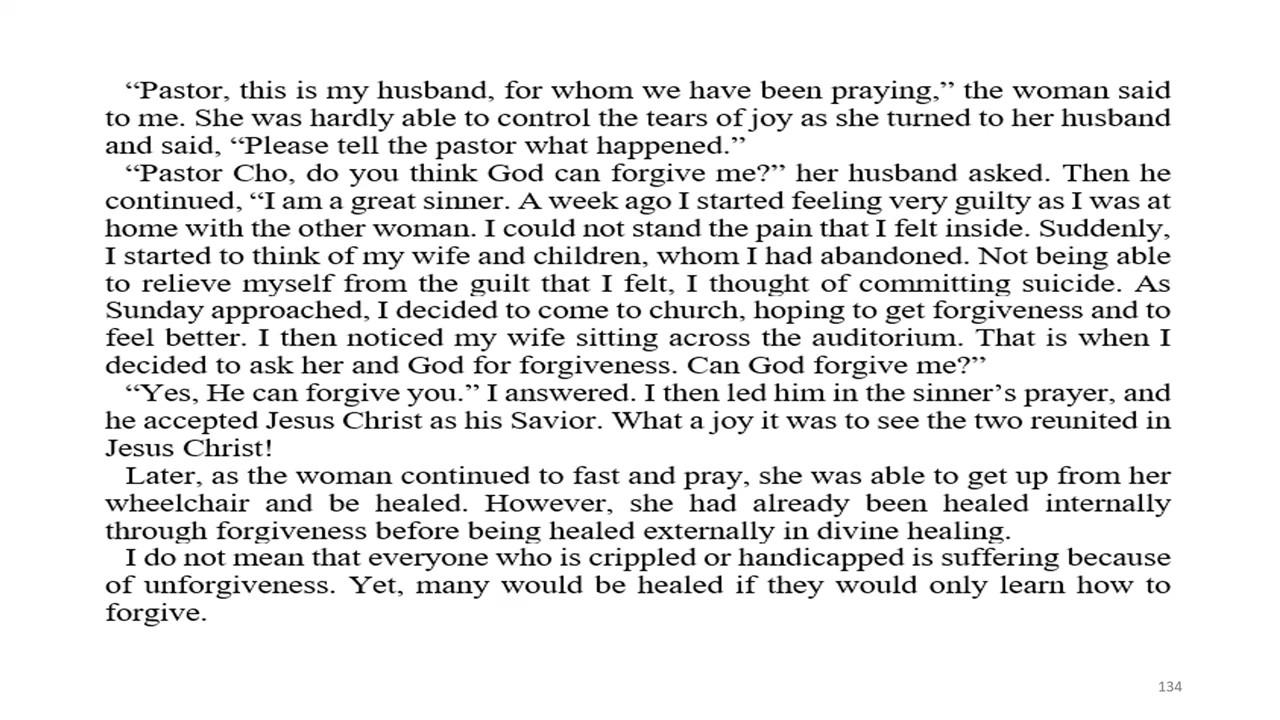 “Pastor, this is my husband, for whom we have been praying,” the woman said
to me. She was hardly able to control the tears of joy as she turned to her husband
and said, “Please tell the pastor what happened.”
“Pastor Cho, do you think God can forgive me?” her husband asked. Then he
continued, “I am a great sinner. A week ago I started feeling very guilty as I was at
home with the other woman. I could not stand the pain that I felt inside. Suddenly,
I started to think of my wife and children, whom I had abandoned. Not being able
to relieve myself from the guilt that I felt, I thought of committing suicide. As
Sunday approached, I decided to come to church, hoping to get forgiveness and to
feel better. I then noticed my wife sitting across the auditorium. That is when I
decided to ask her and God for forgiveness. Can God forgive me?”
“Yes, He can forgive you.” I answered. I then led him in the sinner’s prayer, and
he accepted Jesus Christ as his Savior. What a joy it was to see the two reunited in
Jesus Christ!
Later, as the woman continued to fast and pray, she was able to get up from her
wheelchair and be healed. However, she had already been healed internally
through forgiveness before being healed externally in divine healing.
I do not mean that everyone who is crippled or handicapped is suffering because
of unforgiveness. Yet, many would be healed if they would only learn how to
forgive.
134